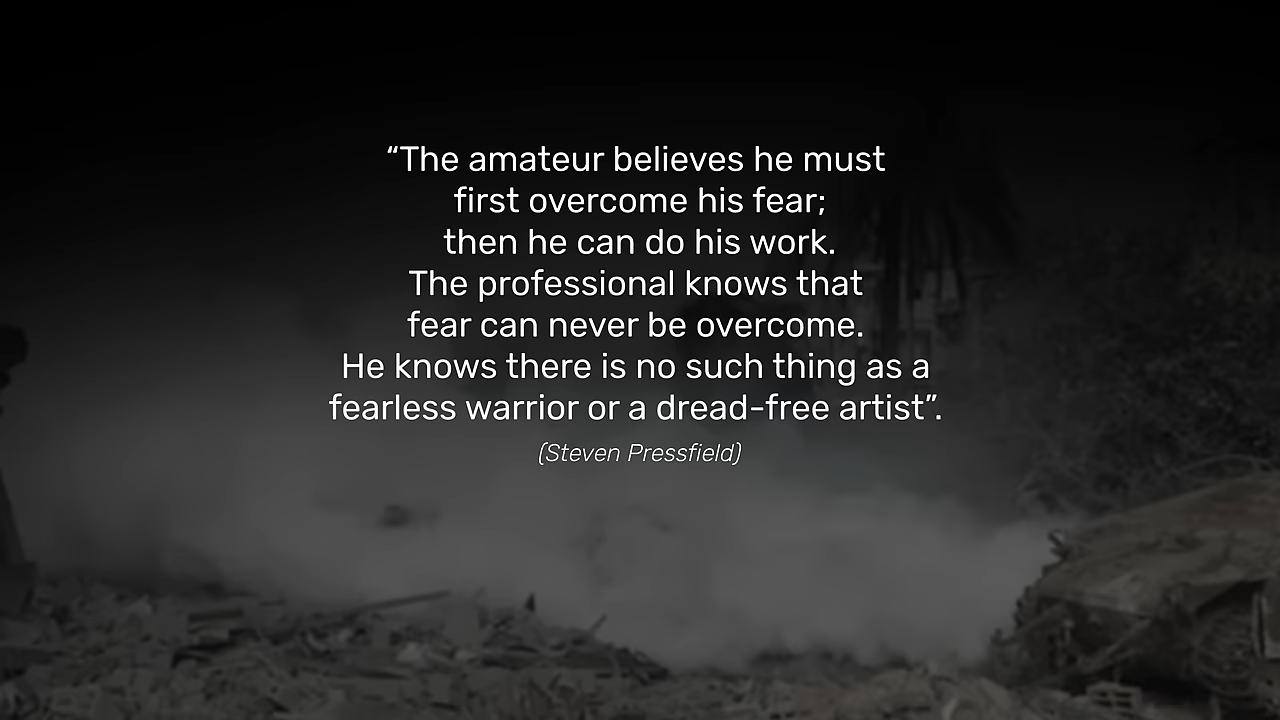 “The amateur believes he must
first overcome his fear;
then he can do his work.
The professional knows that
fear can never be overcome.
He knows there is no such thing as a
fearless warrior or a dread-free artist”.
(Steven Pressfield)